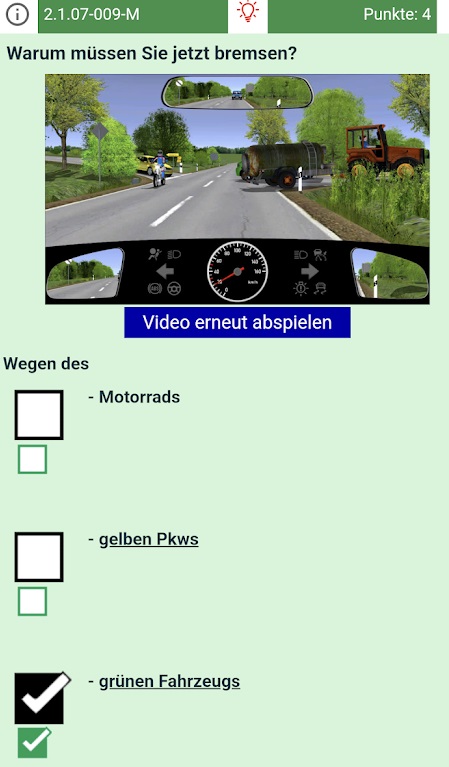 2.1.07-009-M
Punkte: 4
Warum müssen Sie jetzt bremsen?
Video erneut abspielen
Wegen des
- Motorrads
- gelben Pkws
- grünen Fahrzeugs